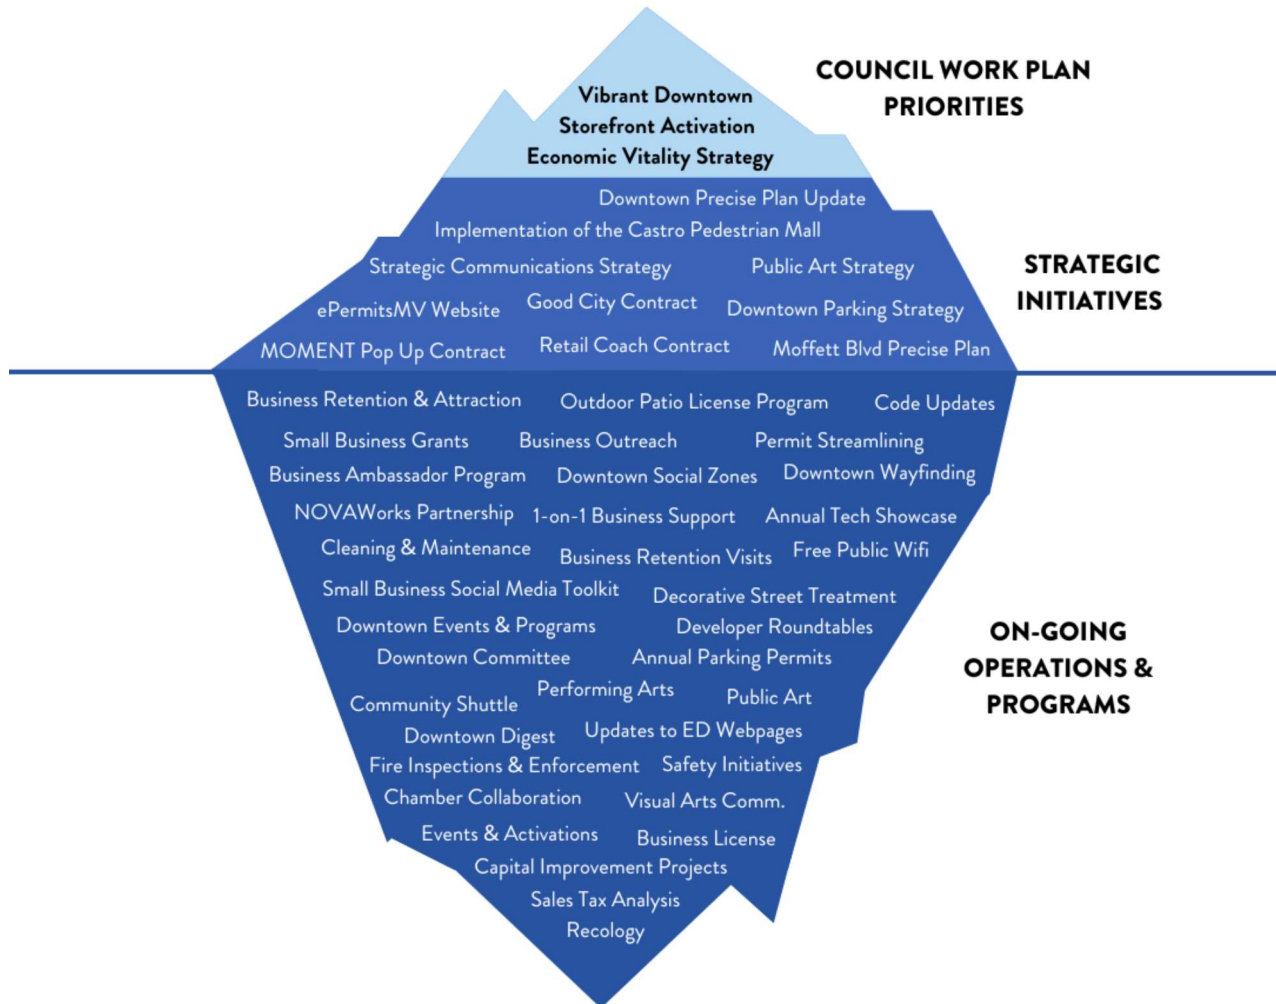 COUNCIL WORK PLAN
PRIORITIES
Vibrant Downtown
Storefront Activation
Economic Vitality Strategy
STRATEGIC
INITIATIVES
Downtown Precise Plan Update
Implementation of the Castro Pedestrian Mall
Strategic Communications Strategy
Public Art Strategy
ePermitsMV Website
Good City Contract
Downtown Parking Strategy
MOMENT Pop Up Contract
Retail Coach Contract
Moffett Blvd Precise Plan
ON-GOING
OPERATIONS &
PROGRAMS
Business Retention & Attraction
Outdoor Patio License Program
Code Updates
Small Business Grants
Business Outreach
Permit Streamlining
Business Ambassador Program
Downtown Social Zones
Downtown Wayfinding
NOVAWorks Partnership
1-on-1 Business Support
Annual Tech Showcase
Cleaning & Maintenance
Business Retention Visits
Free Public Wifi
Small Business Social Media Toolkit
Decorative Street Treatment
Downtown Events & Programs
Developer Roundtables
Downtown Committee
Annual Parking Permits
Community Shuttle
Performing Arts
Public Art
Downtown Digest
Updates to ED Webpages
Fire Inspections & Enforcement
Safety Initiatives
Chamber Collaboration
Visual Arts Comm.
Events & Activations
Business License
Capital Improvement Projects
Sales Tax Analysis
Recology